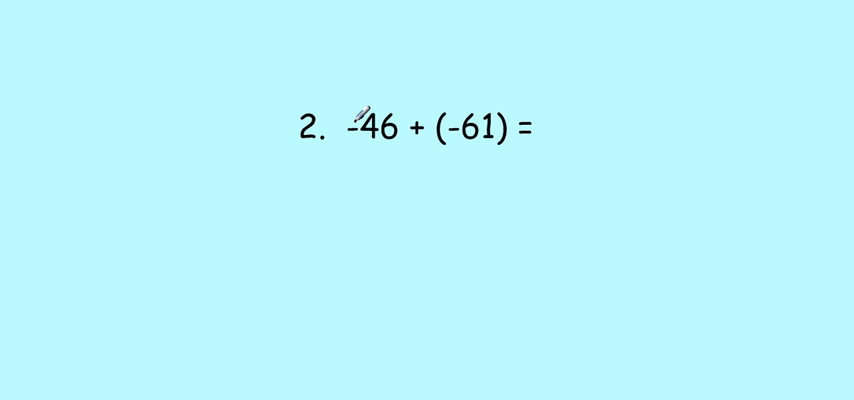 2. -46 + (-61) =